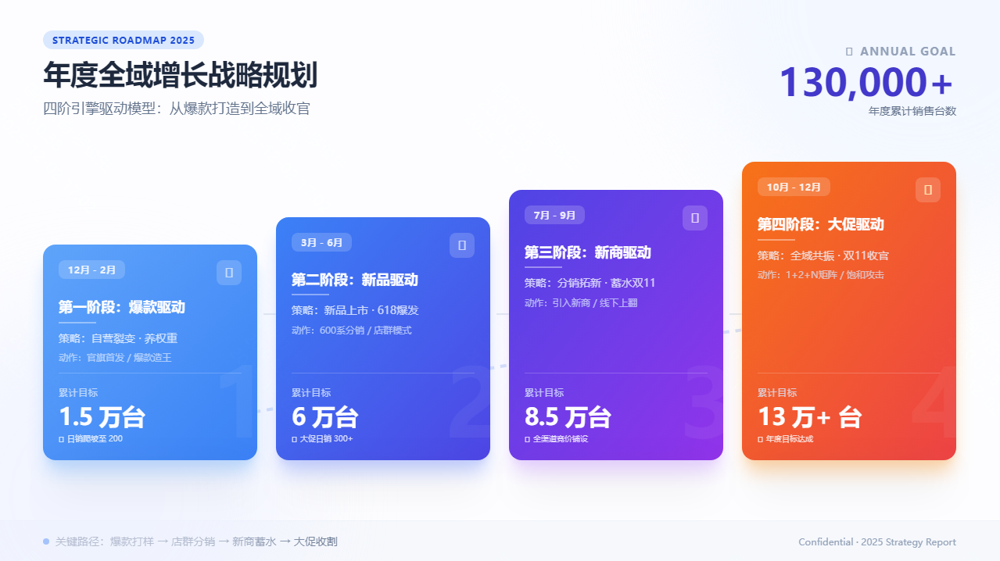 STRATEGIC ROADMAP 2025
年度全域增长战略规划
四阶引擎驱动模型：从爆款打造到全域收官
ANNUAL GOAL
130,000+
年度累计销售台数
12月 - 2月
第一阶段：爆款驱动
策略：自营裂变 · 养权重
动作：官旗首发 / 爆款造王
累计目标
1.5 万台
日销爬坡至 200
1
3月 - 6月
第二阶段：新品驱动
策略：新品上市 · 618爆发
动作：600系分销 / 店群模式
累计目标
6 万台
大促日销 300+
2
7月 - 9月
第三阶段：新商驱动
策略：分销拓新 · 蓄水双11
动作：引入新商 / 线下上翻
累计目标
8.5 万台
全渠道竞价铺设
3
10月 - 12月
第四阶段：大促驱动
策略：全域共振 · 双11收官
动作：1+2+N矩阵 / 饱和攻击
累计目标
13 万+ 台
年度目标达成
4
关键路径：爆款打样 → 店群分销 → 新商蓄水 → 大促收割
Confidential · 2025 Strategy Report